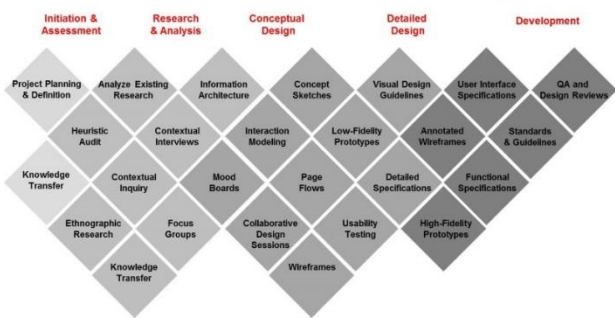 Initiation &
Assessment
Research
& Analysis
Conceptual
Design
Detailed
Design
Development
Project Planning
& Definition
Analyze Existing
Research
Information
Architecture
Concept
Sketches
Visual Design
Guidelines
User Interface
Specifications
QA and
Design Reviews
Heuristic
Audit
Contextual
Interviews
Interaction
Modeling
Low-Fidelity
Prototypes
Annotated
Wireframes
Standards
& Guidelines
Knowledge
Transfer
Contextual
Inquiry
Mood
Boards
Page
Flows
Detailed
Specifications
Functional
Specifications
Ethnographic
Research
Focus
Groups
Collaborative
Design
Sessions
Usability
Testing
High-Fidelity
Prototypes
Knowledge
Transfer
Wireframes